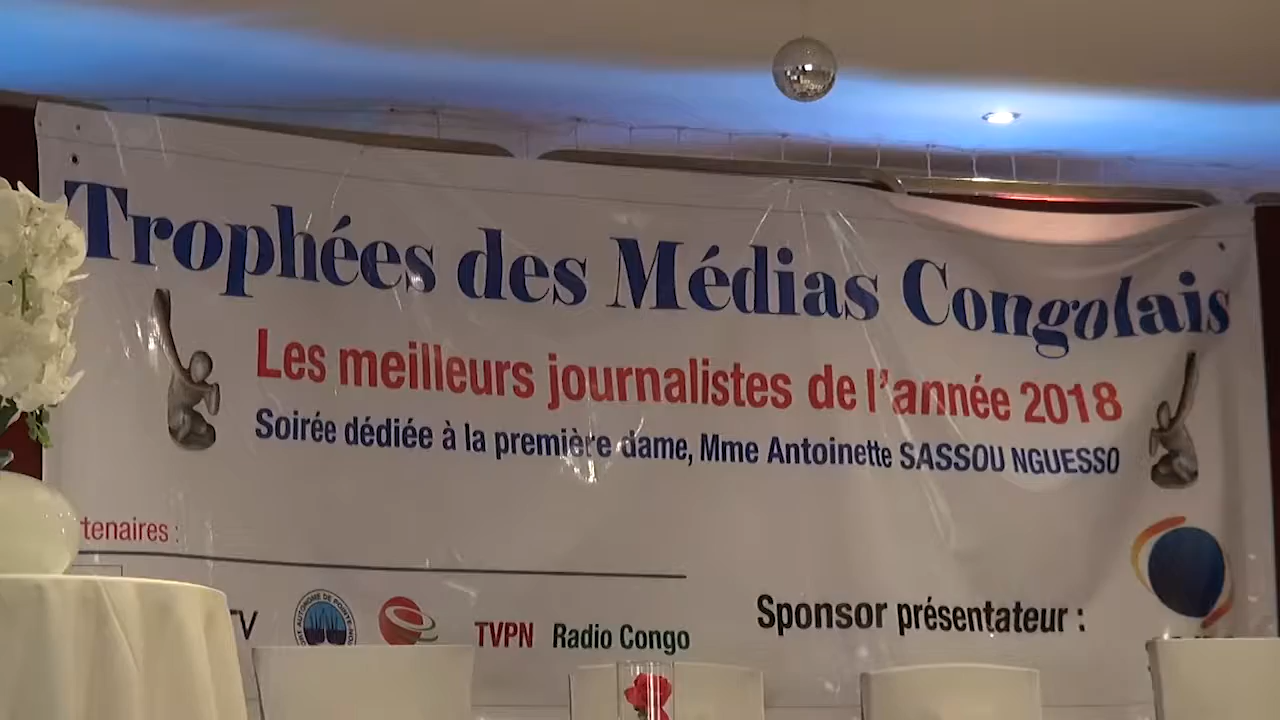 Trophées des Médias Congolais
Les meilleurs journalistes de l'année 2018
Soirée dédiée à la première dame, Mme Antoinette SASSOU NGUESSO
tenaires :
Sponsor présentateur :
TV
TVPN Radio Congo